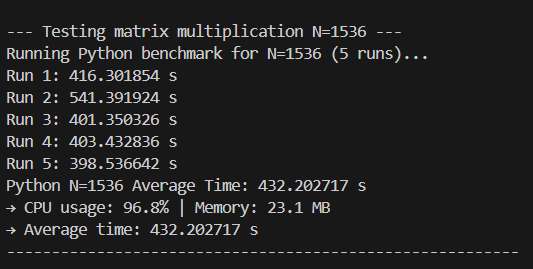 --- Testing matrix multiplication N=1536 ---
Running Python benchmark for N=1536 (5 runs)...
Run 1: 416.301854 s
Run 2: 541.391924 s
Run 3: 401.350326 s
Run 4: 403.432836 s
Run 5: 398.536642 s
Python N=1536 Average Time: 432.202717 s
→ CPU usage: 96.8% | Memory: 23.1 MB
→ Average time: 432.202717 s
---------------------------------------------------------